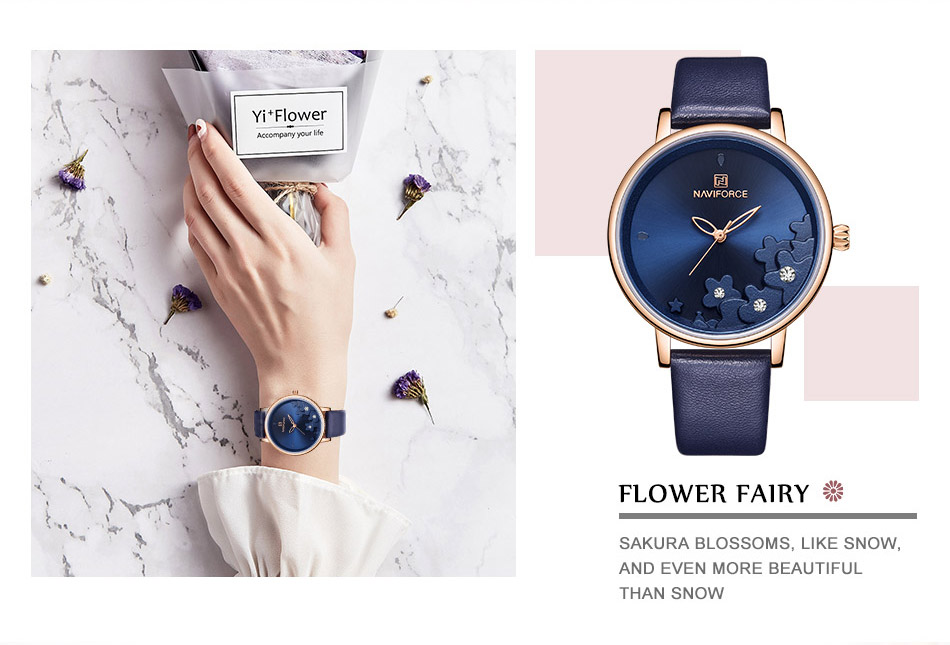 Yi+Flower
Accompany your life
NAVIFORCE
FLOWER FAIRY
SAKURA BLOSSOMS, LIKE SNOW,
AND EVEN MORE BEAUTIFUL
THAN SNOW